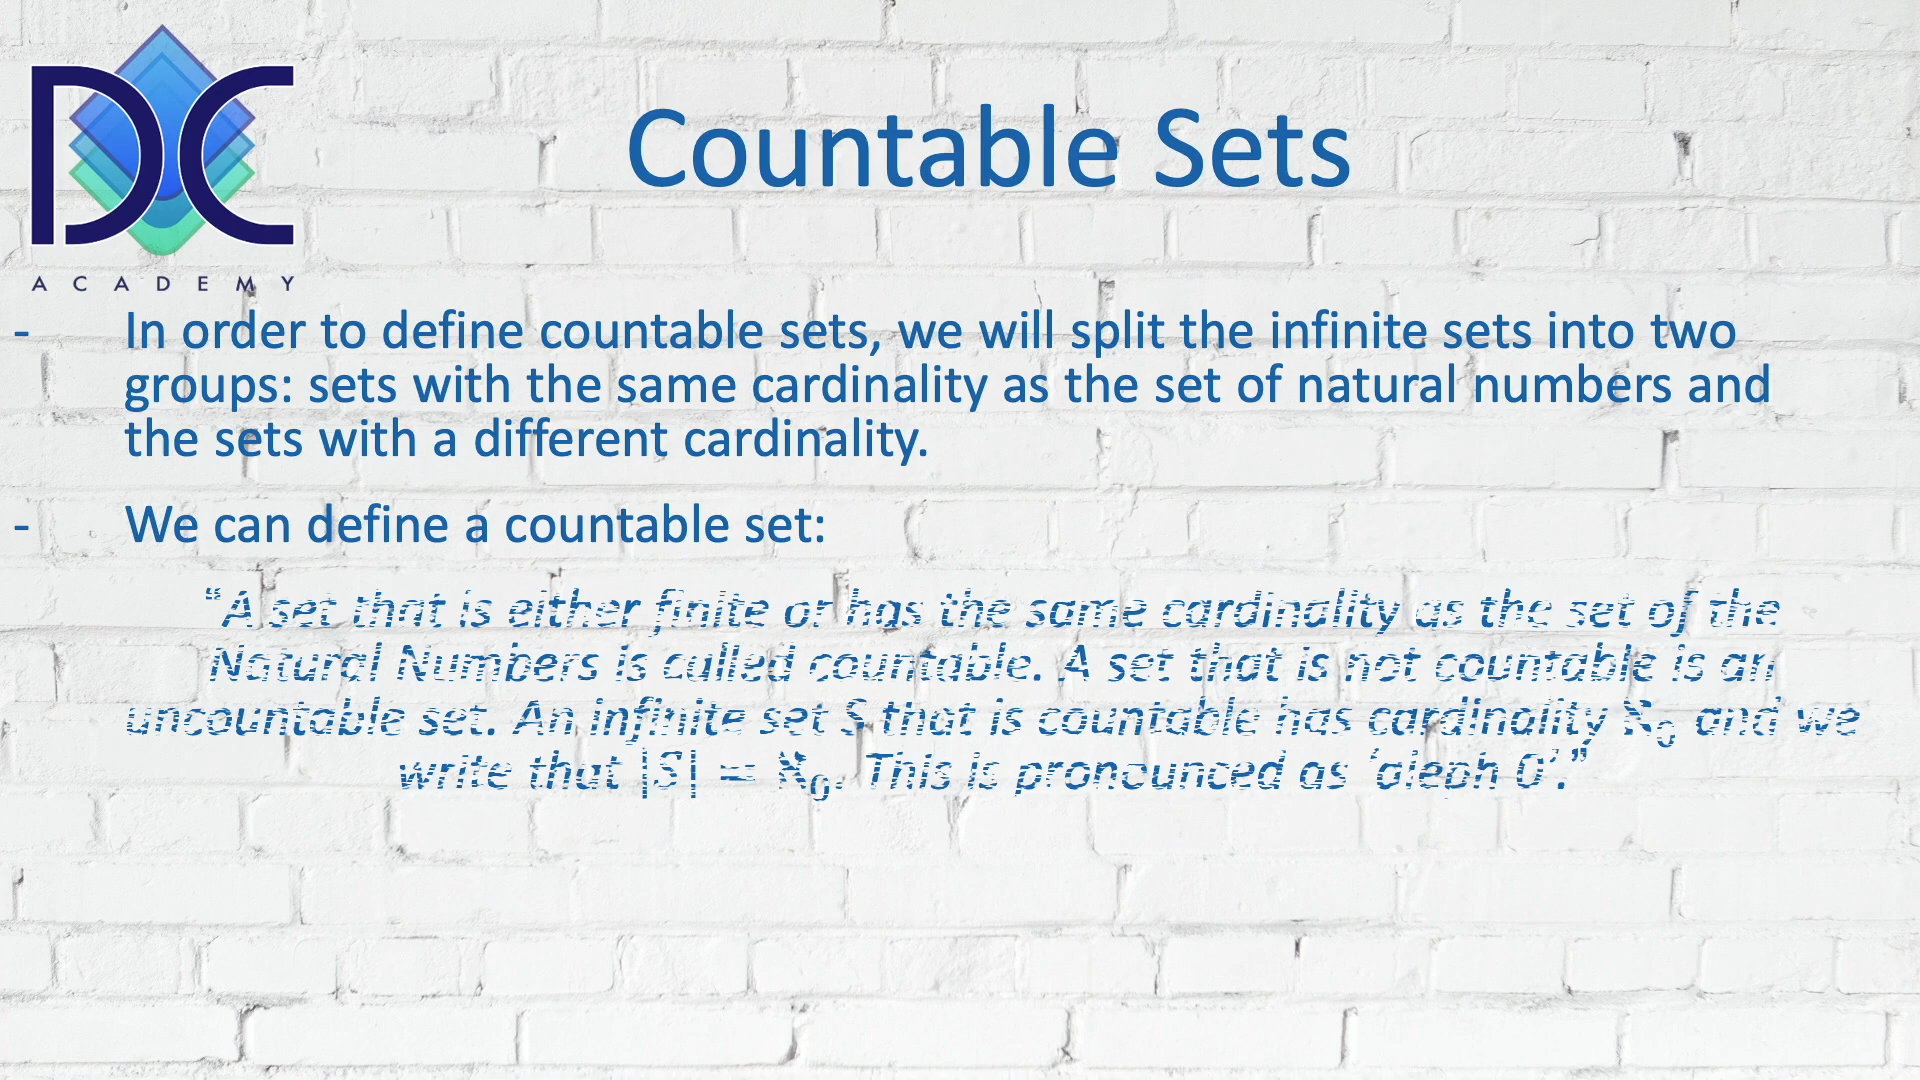 DC
ACADEMY
Countable Sets
- In order to define countable sets, we will split the infinite sets into two
groups: sets with the same cardinality as the set of natural numbers and
the sets with a different cardinality.
- We can define a countable set:
“A set that is either finite or has the same cardinality as the set of the
Natural Numbers is called countable. A set that is not countable is an
uncountable set. An infinite set S that is countable has cardinality ℵ₀ and we
write that |S| = ℵ₀. This is pronounced as ‘aleph 0’.”